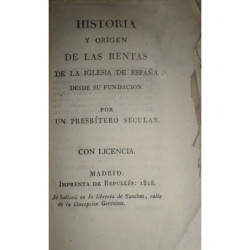 HISTORIA
Y ORÍGEN
DE LAS RENTAS
DE LA IGLESIA DE ESPAÑA
DESDE SU FUNDACION.
POR
UN PRESBÍTERO SECULAR.
CON LICENCIA.
MADRID:
IMPRENTA DE REPULLÉS: 1828.
Se hallará en la librería de Sanchez, calle
de la Concepcion Gerónima.